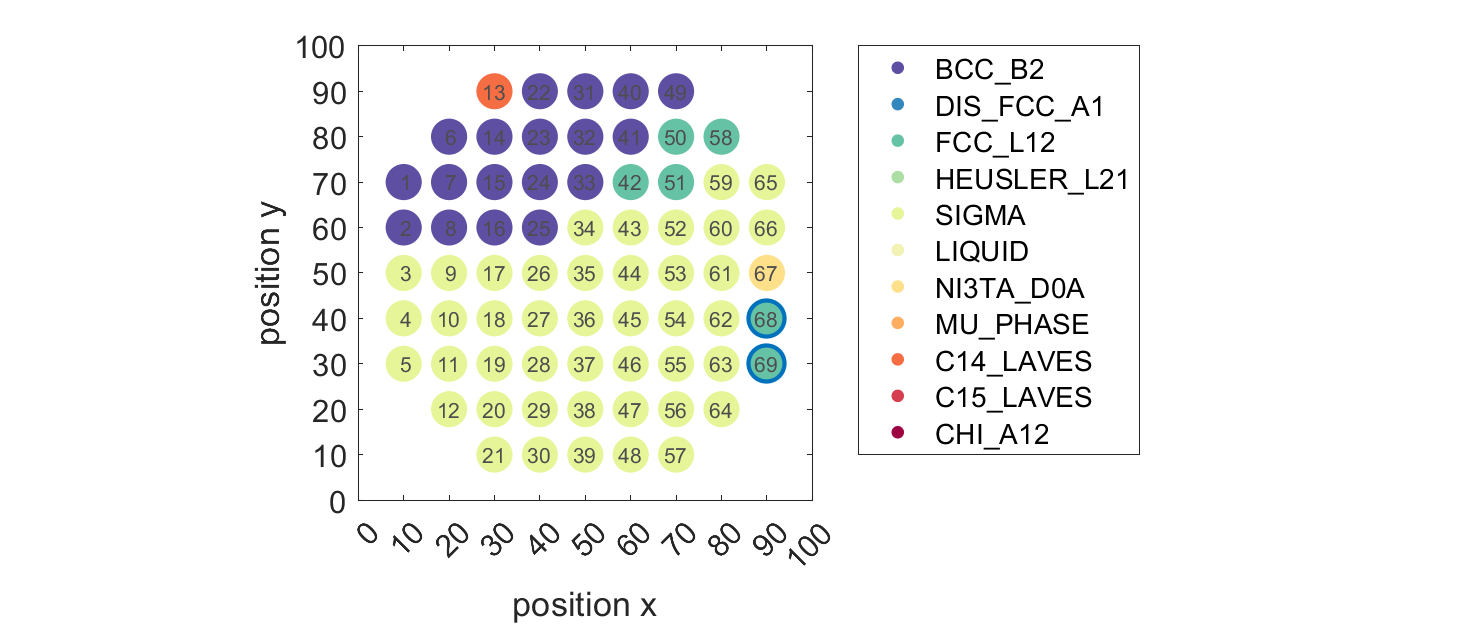 100
90
80
70
60
50
40
30
20
10
0
13 22 31 40 49
6 14 23 32 41 50 58
1 7 15 24 33 42 51 59 65
2 8 16 25 34 43 52 60 66
3 9 17 26 35 44 53 61 67
4 10 18 27 36 45 54 62 68
5 11 19 28 37 46 55 63 69
12 20 29 38 47 56 64
21 30 39 48 57
0 10 20 30 40 50 60 70 80 90 100
position x
position y
BCC_B2
DIS_FCC_A1
FCC_L12
HEUSLER_L21
SIGMA
LIQUID
NI3TA_D0A
MU_PHASE
C14_LAVES
C15_LAVES
CHI_A12